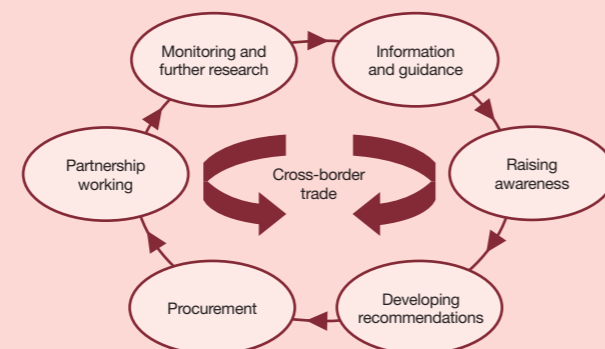 Monitoring and
further research
Information
and guidance
Partnership
working
Cross-border
trade
Raising
awareness
Procurement
Developing
recommendations